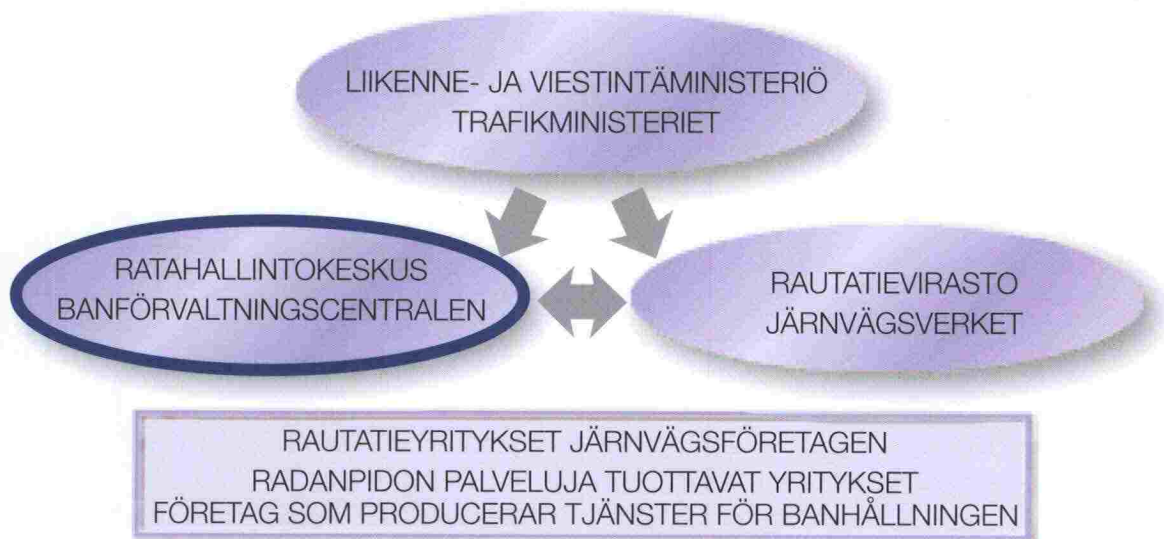 LIIKENNE- JA VIESTINTÄMINISTERIÖ
TRAFIKMINISTERIET
RATAHALLINTOKESKUS
BANFÖRVALTNINGSCENTRALEN
RAUTATIEVIRASTO
JÄRNVÄGSVERKET
RAUTATIEYRITYKSET JÄRNVÄGSFÖRETAGEN
RADANPIDON PALVELUJA TUOTTAVAT YRITYKSET
FÖRETAG SOM PRODUCERAR TJÄNSTER FÖR BANHÅLLNINGEN